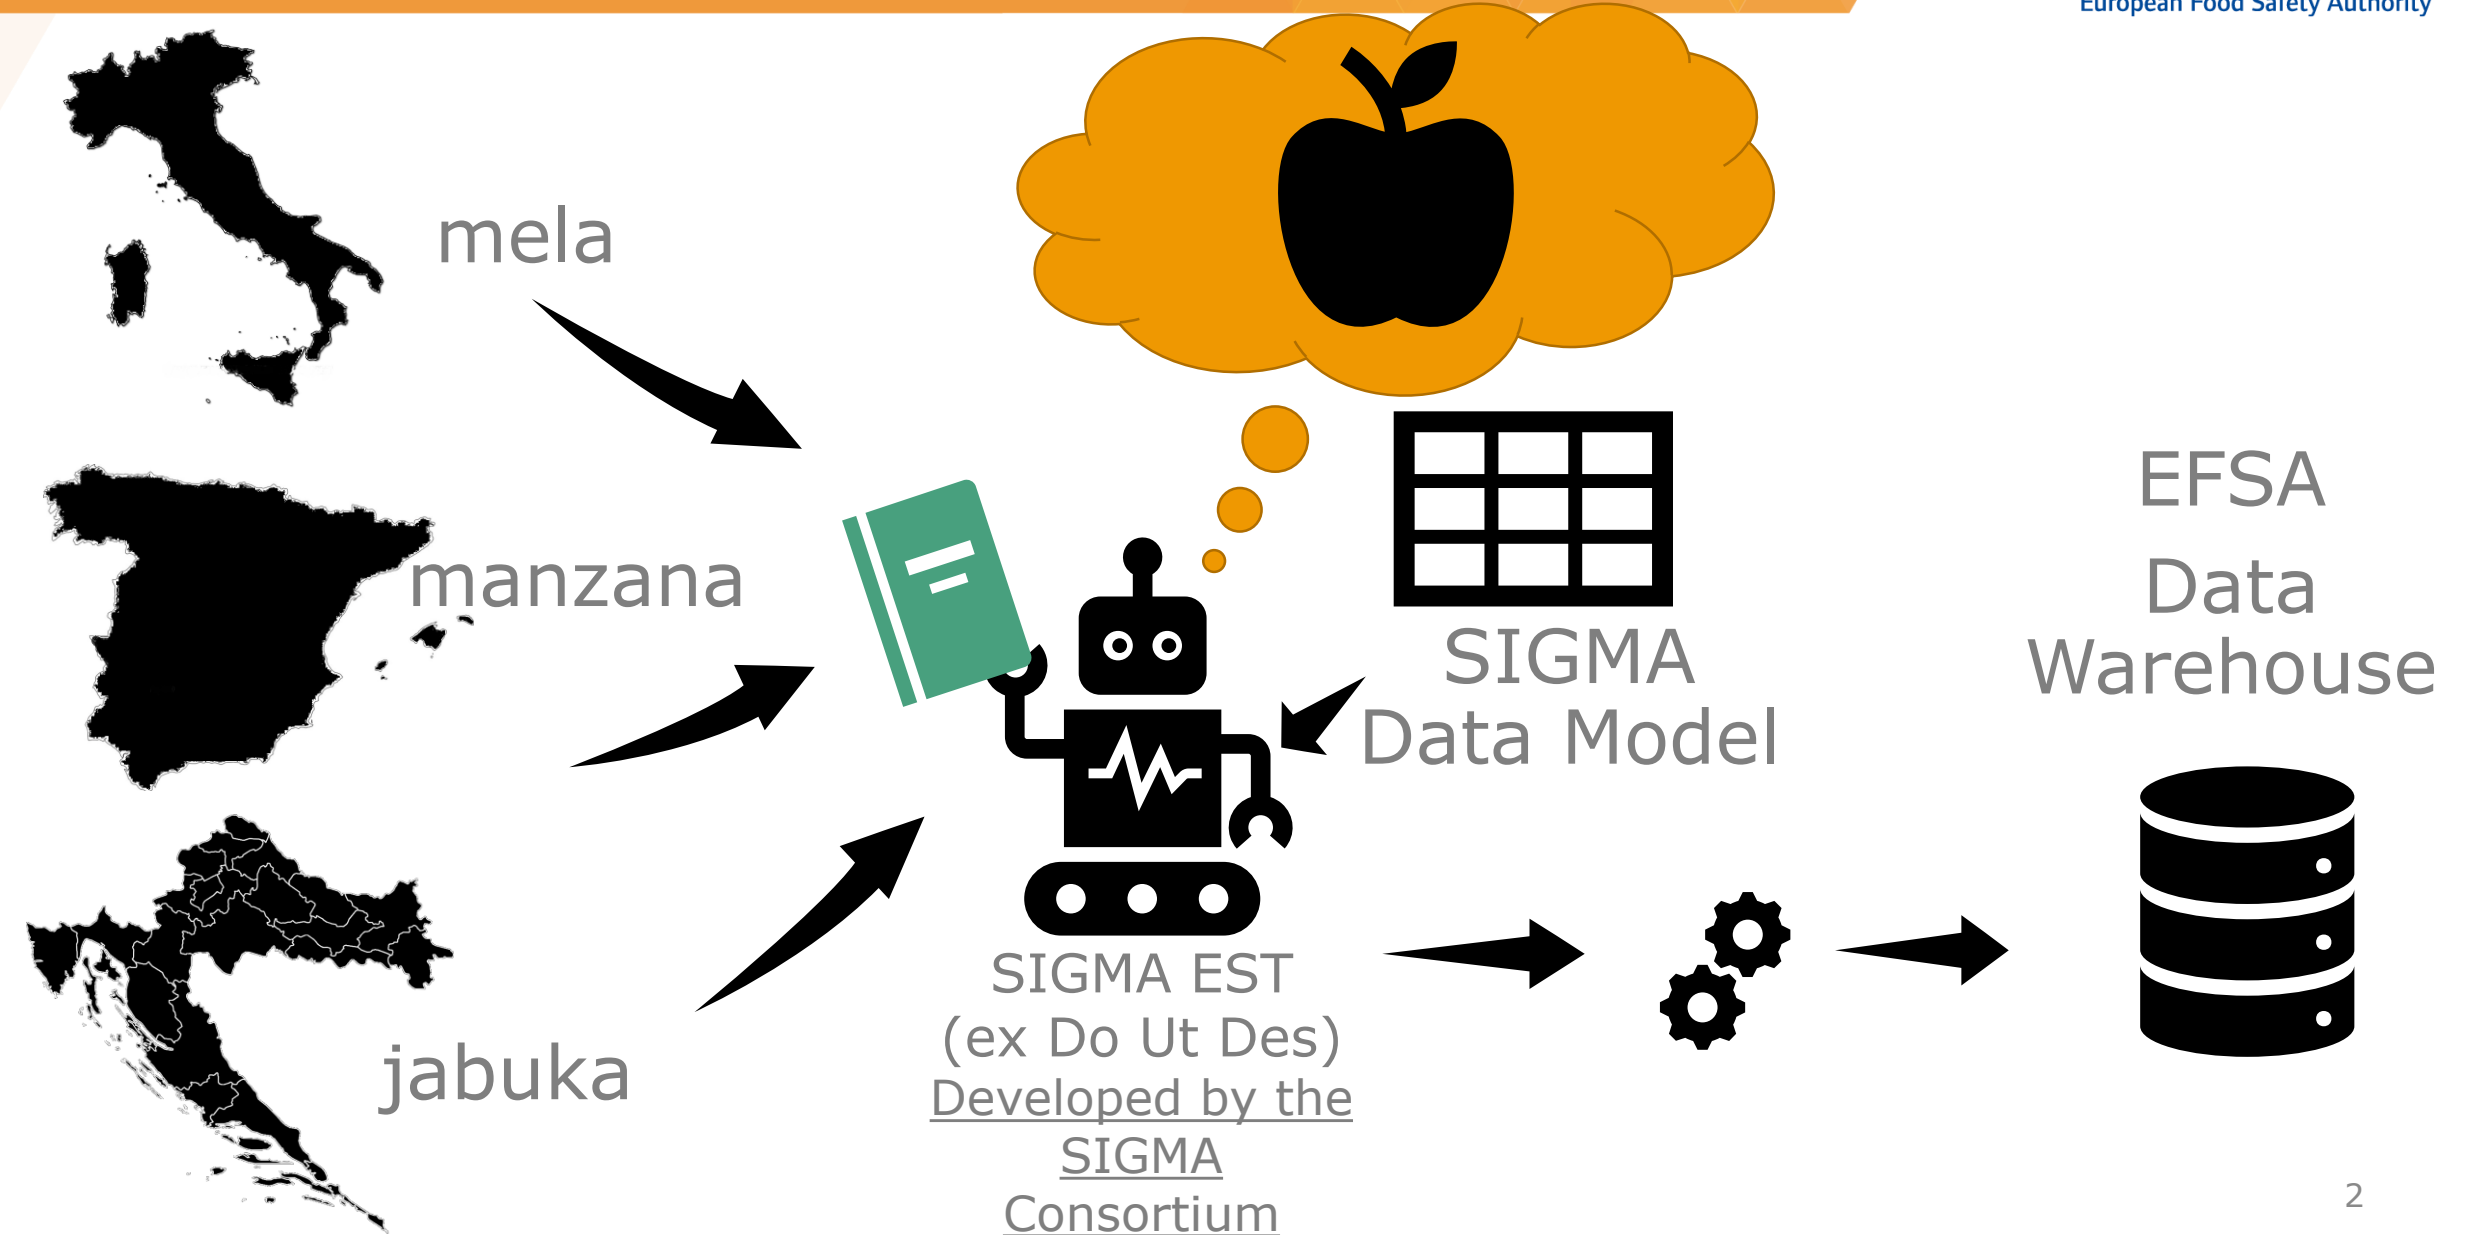 European Food Safety Authority
mela
manzana
jabuka
SIGMA
Data Model
SIGMA EST
(ex Do Ut Des)
Developed by the
SIGMA
Consortium
EFSA
Data
Warehouse
2